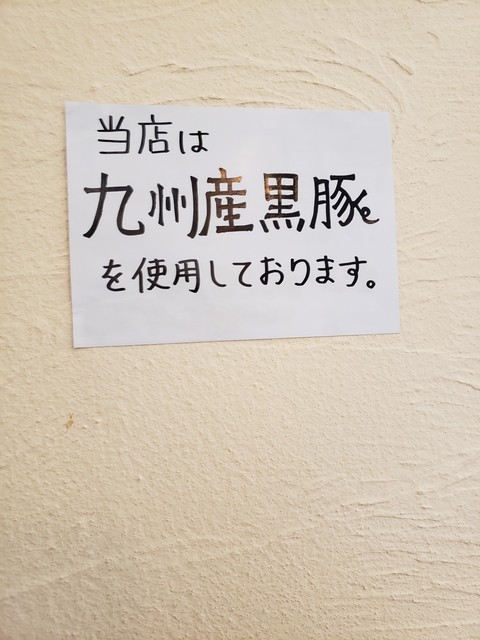 当店は
九州産黒豚
を使用しております。